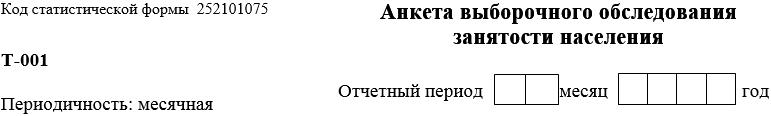 Код статистической формы 252101075
Т-001
Периодичность: месячная
Анкета выборочного обследования
занятости населения
Отчетный период месяц год